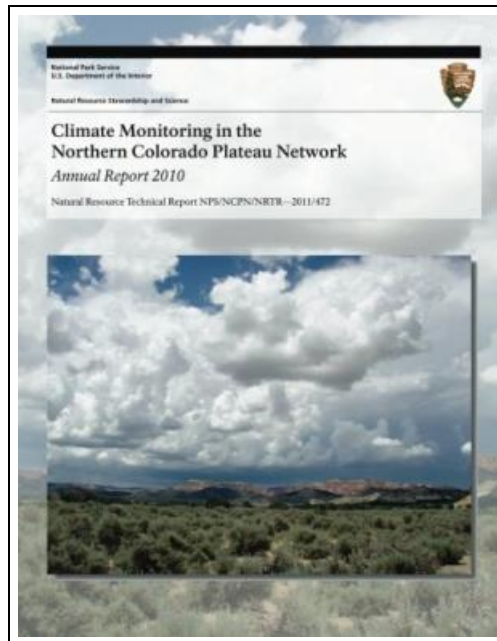 National Park Service
U.S. Department of the Interior
Natural Resource Stewardship and Science
Climate Monitoring in the
Northern Colorado Plateau Network
Annual Report 2010
Natural Resource Technical Report NPS/NCPN/NRTR—2011/472